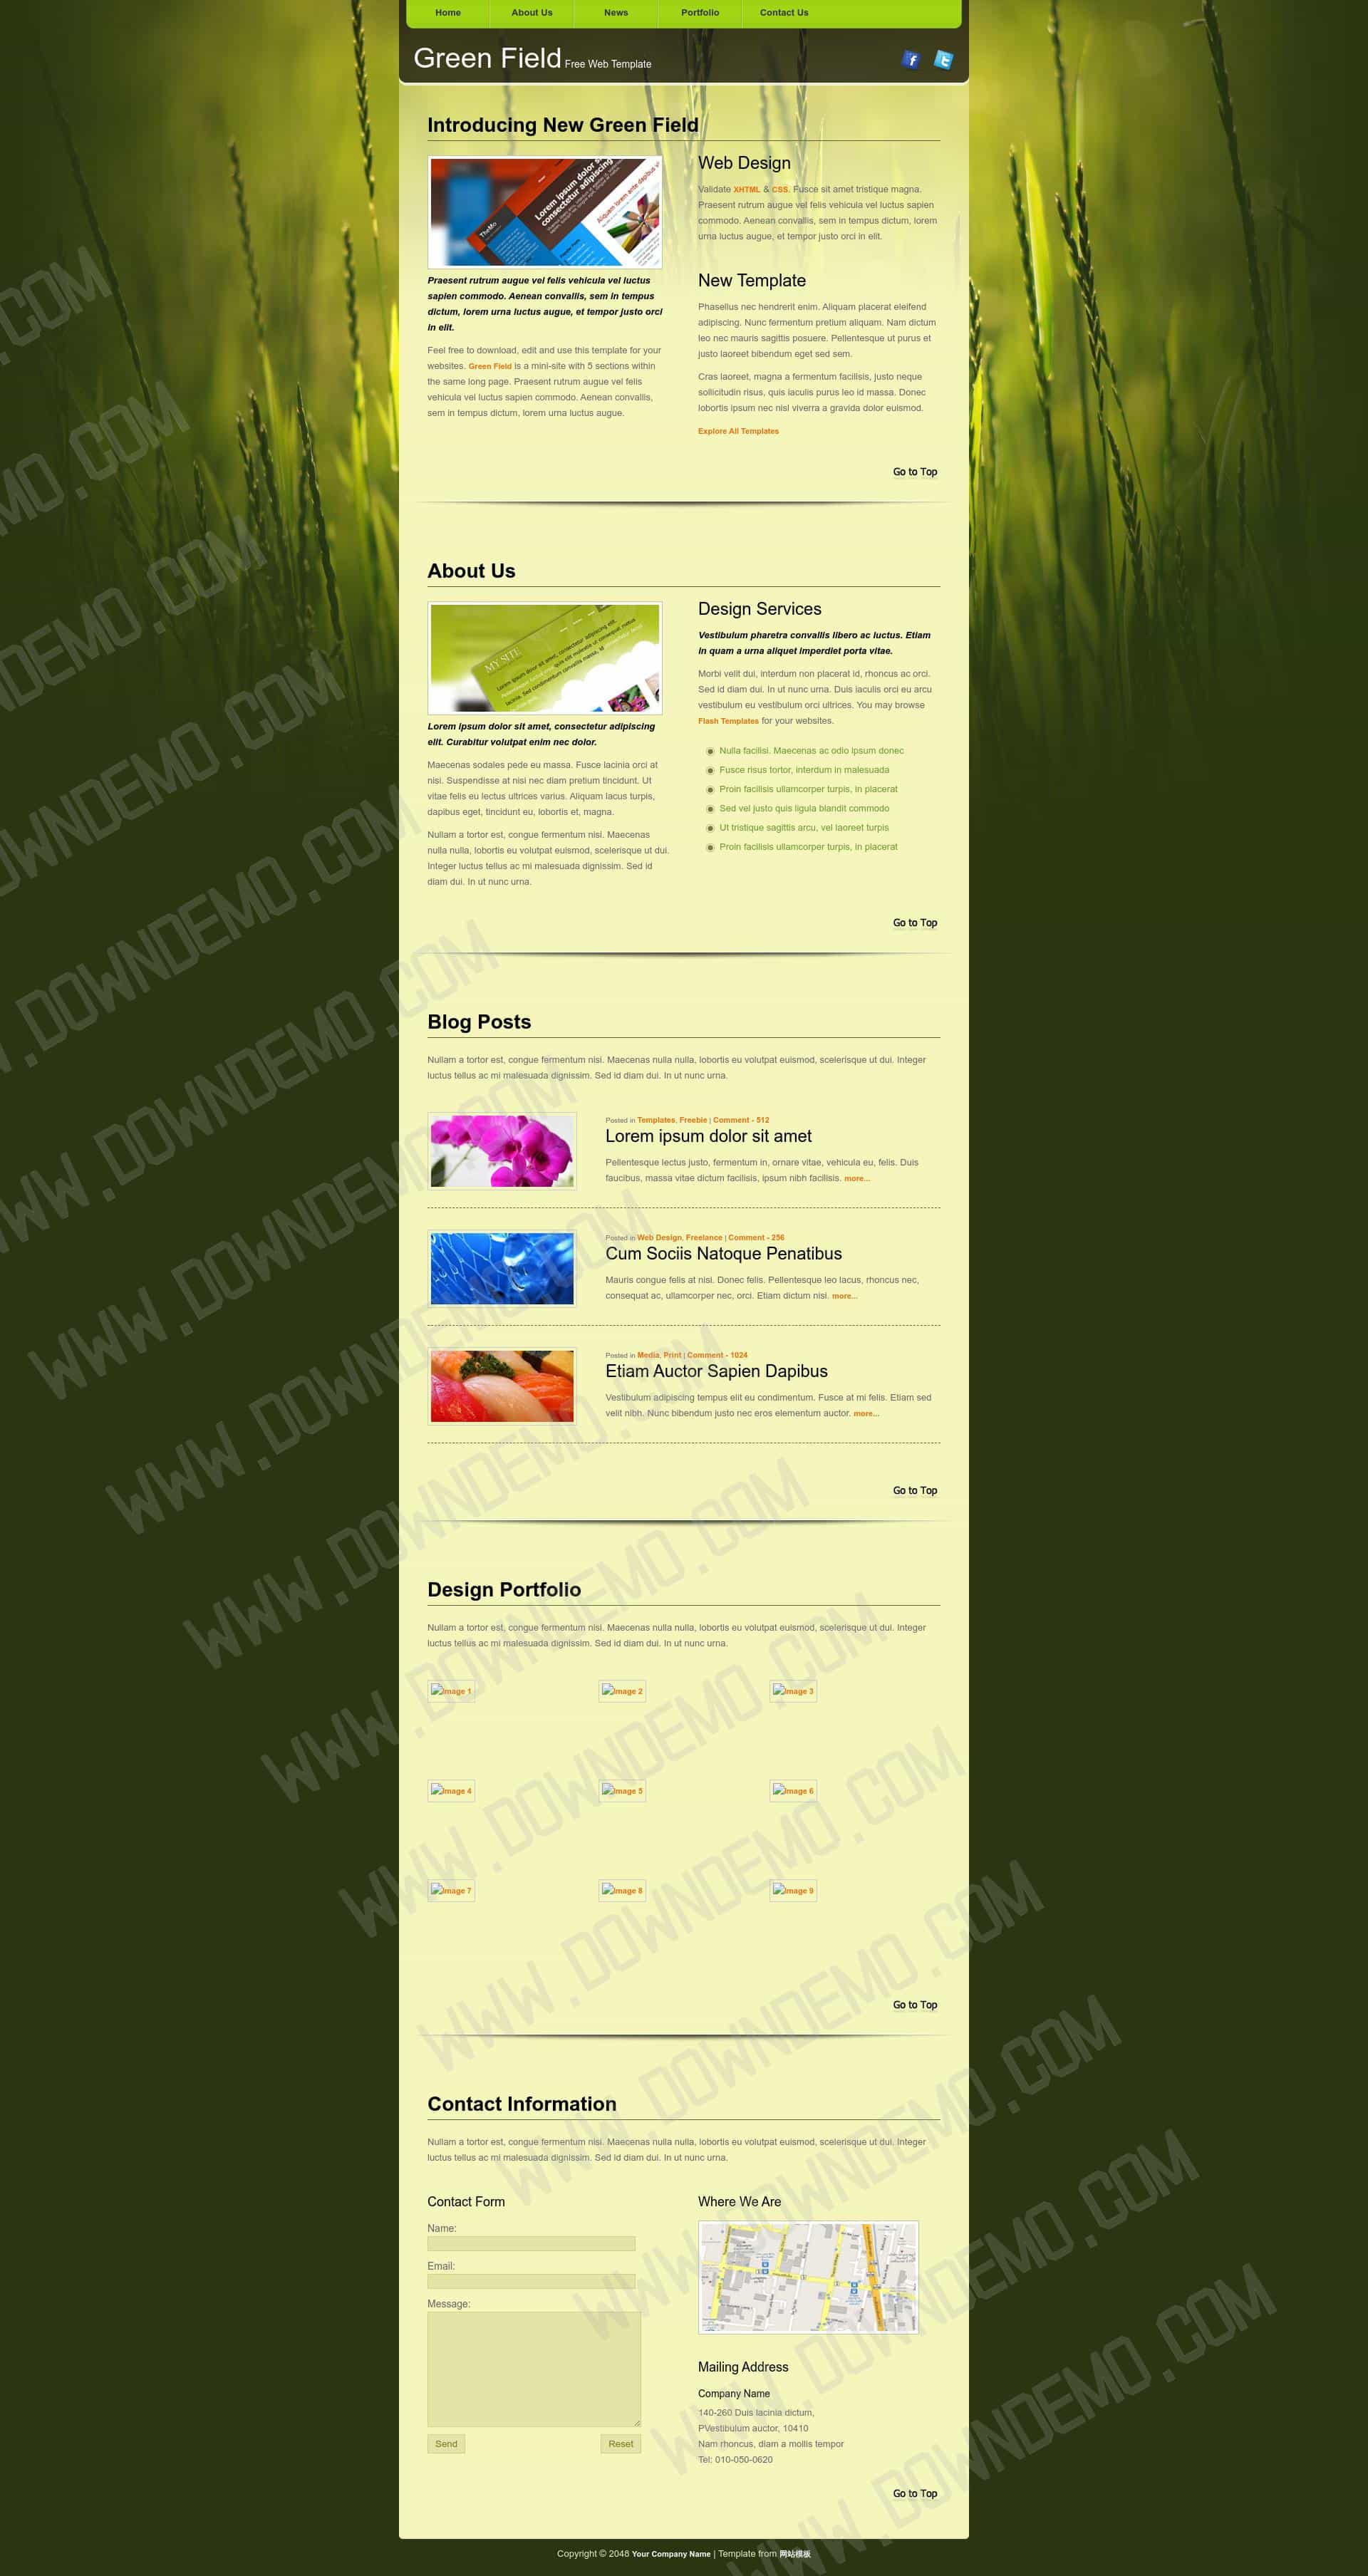 Home
About Us
News
Portfolio
Contact Us
Green Field Free Web Template
Introducing New Green Field
Praesent rutrum augue vel felis vehicula vel luctus
sapien commodo. Aenean convallis, sem in tempus
dictum, lorem urna luctus augue, et tempor justo orci
in elit.
Feel free to download, edit and use this template for your
websites. Green Field is a mini-site with 5 sections within
the same long page. Praesent rutrum augue vel felis
vehicula vel luctus sapien commodo. Aenean convallis,
sem in tempus dictum, lorem urna luctus augue.
Web Design
Validate XHTML & CSS. Fusce sit amet tristique magna.
Praesent rutrum augue vel felis vehicula vel luctus sapien
commodo. Aenean convallis, sem in tempus dictum, lorem
urna luctus augue, et tempor justo orci in elit.
New Template
Phasellus nec hendrerit enim. Aliquam placerat eleifend
adipiscing. Nunc fermentum pretium aliquam. Nam dictum
leo nec mauris sagittis posuere. Pellentesque ut purus et
justo laoreet bibendum eget sed sem.
Cras laoreet, magna a fermentum facilisis, justo neque
sollicitudin risus, quis iaculis purus leo id massa. Donec
lobortis ipsum nec nisl viverra a gravida dolor euismod.
Explore All Templates
Go to Top
About Us
MY SITE
Lorem ipsum dolor sit amet, consectetur adipiscing
elit. Curabitur volutpat enim nec dolor.
Maecenas sodales pede eu massa. Fusce lacinia orci at
nisi. Suspendisse at nisi nec diam pretium tincidunt. Ut
vitae felis eu lectus ultrices varius. Aliquam lacus turpis,
dapibus eget, tincidunt eu, lobortis et, magna.
Nullam a tortor est, congue fermentum nisi. Maecenas
nulla nulla, lobortis eu volutpat euismod, scelerisque ut dui.
Integer luctus tellus ac mi malesuada dignissim. Sed id
diam dui. In ut nunc urna.
Design Services
Vestibulum pharetra convallis libero ac luctus. Etiam
in quam a urna aliquet imperdiet porta vitae.
Morbi velit dui, interdum non placerat id, rhoncus ac orci.
Sed id diam dui. In ut nunc urna. Duis iaculis orci eu arcu
vestibulum eu vestibulum orci ultrices. You may browse
Flash Templates for your websites.
Nulla facilisi. Maecenas ac odio ipsum donec
Fusce risus tortor, interdum in malesuada
Proin facilisis ullamcorper turpis, in placerat
Sed vel justo quis ligula blandit commodo
Ut tristique sagittis arcu, vel laoreet turpis
Proin facilisis ullamcorper turpis, in placerat
Go to Top
Blog Posts
Nullam a tortor est, congue fermentum nisi. Maecenas nulla nulla, lobortis eu volutpat euismod, scelerisque ut dui. Integer
luctus tellus ac mi malesuada dignissim. Sed id diam dui. In ut nunc urna.
Posted in Templates, Freebie | Comment - 512
Lorem ipsum dolor sit amet
Pellentesque lectus justo, fermentum in, ornare vitae, vehicula eu, felis. Duis
faucibus, massa vitae dictum facilisis, ipsum nibh facilisis. more...
Posted in Web Design, Freelance | Comment - 256
Cum Sociis Natoque Penatibus
Mauris congue felis at nisi. Donec felis. Pellentesque leo lacus, rhoncus nec,
consequat ac, ullamcorper nec, orci. Etiam dictum nisi. more...
Posted in Media, Print | Comment - 1024
Etiam Auctor Sapien Dapibus
Vestibulum adipiscing tempus elit eu condimentum. Fusce at mi felis. Etiam sed
velit nibh. Nunc bibendum justo nec eros elementum auctor. more...
Go to Top
Design Portfolio
Nullam a tortor est, congue fermentum nisi. Maecenas nulla nulla, lobortis eu volutpat euismod, scelerisque ut dui. Integer
luctus tellus ac mi malesuada dignissim. Sed id diam dui. In ut nunc urna.
image 1
image 2
image 3
image 4
image 5
image 6
image 7
image 8
image 9
Go to Top
Contact Information
Nullam a tortor est, congue fermentum nisi. Maecenas nulla nulla, lobortis eu volutpat euismod, scelerisque ut dui. Integer
luctus tellus ac mi malesuada dignissim. Sed id diam dui. In ut nunc urna.
Contact Form
Name:
Email:
Message:
Send
Reset
Where We Are
Mailing Address
Company Name
140-260 Duis lacinia dictum,
PVestibulum auctor, 10410
Nam rhoncus, diam a mollis tempor
Tel: 010-050-0620
Go to Top
Copyright © 2048 Your Company Name | Template from 网站模板
WWW.DOWNDEMO.COM